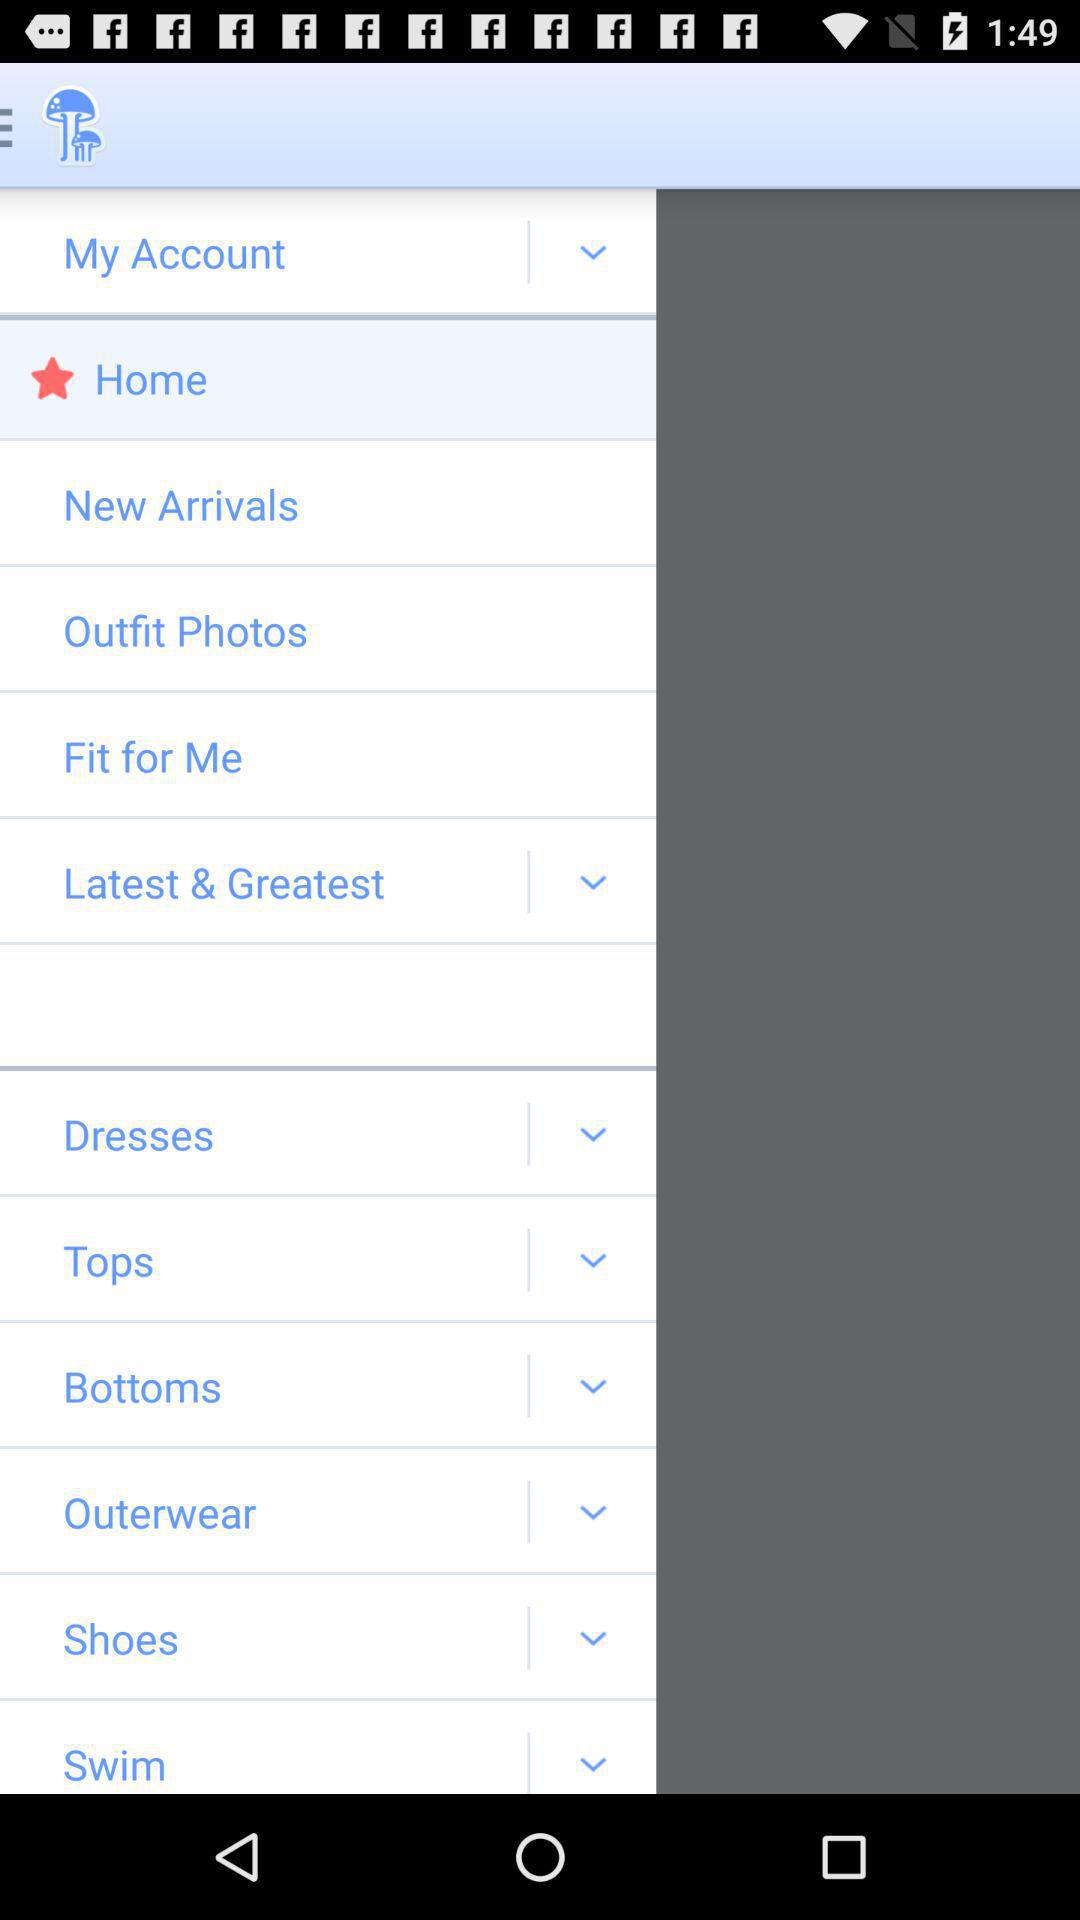 1:49
My Account
Home
New Arrivals
Outfit Photos
Fit for Me
Latest & Greatest
Dresses
Tops
Bottoms
Outerwear
Shoes
Swim